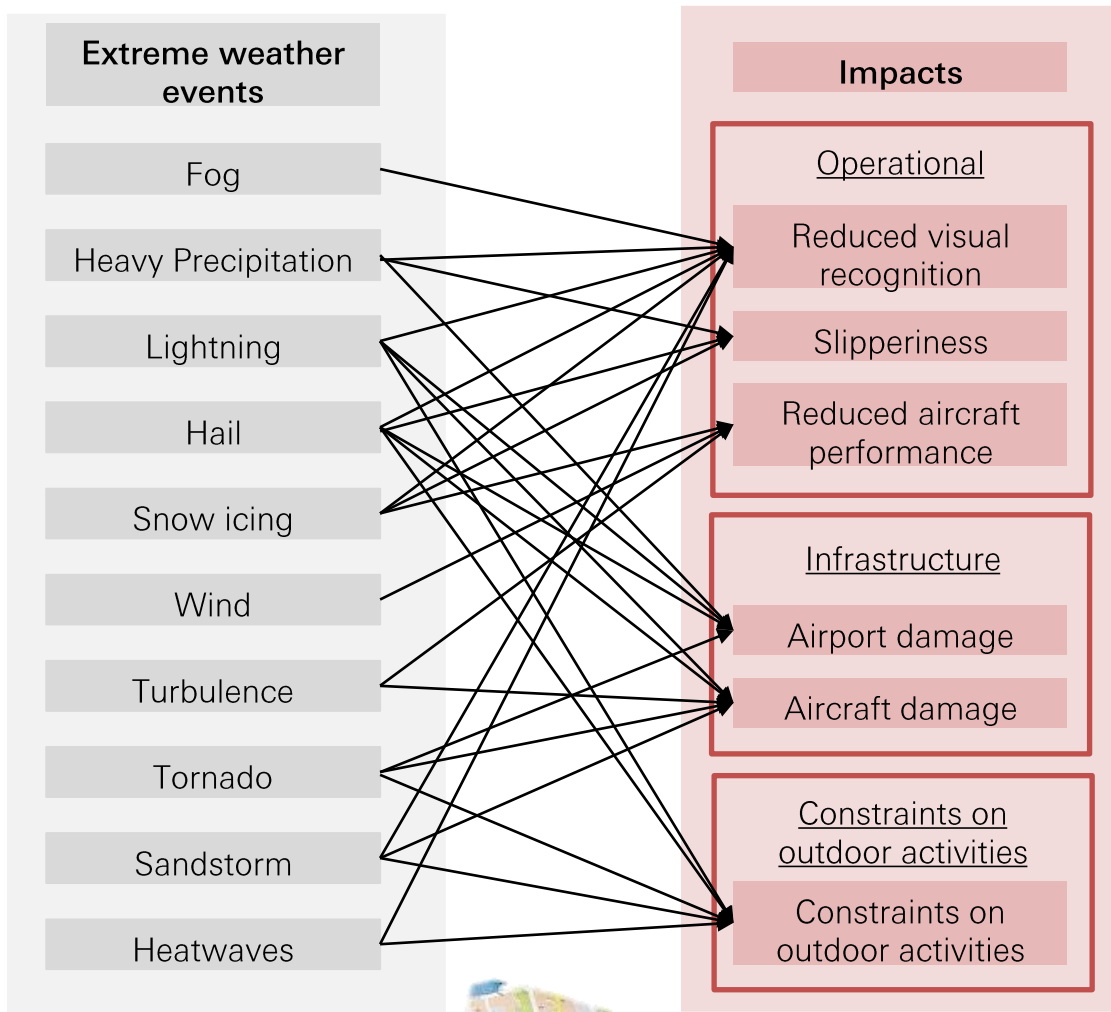 Extreme weather
events
Fog
Heavy Precipitation
Lightning
Hail
Snow icing
Wind
Turbulence
Tornado
Sandstorm
Heatwaves
Impacts
Operational
Reduced visual
recognition
Slipperiness
Reduced aircraft
performance
Infrastructure
Airport damage
Aircraft damage
Constraints on
outdoor activities
Constraints on
outdoor activities